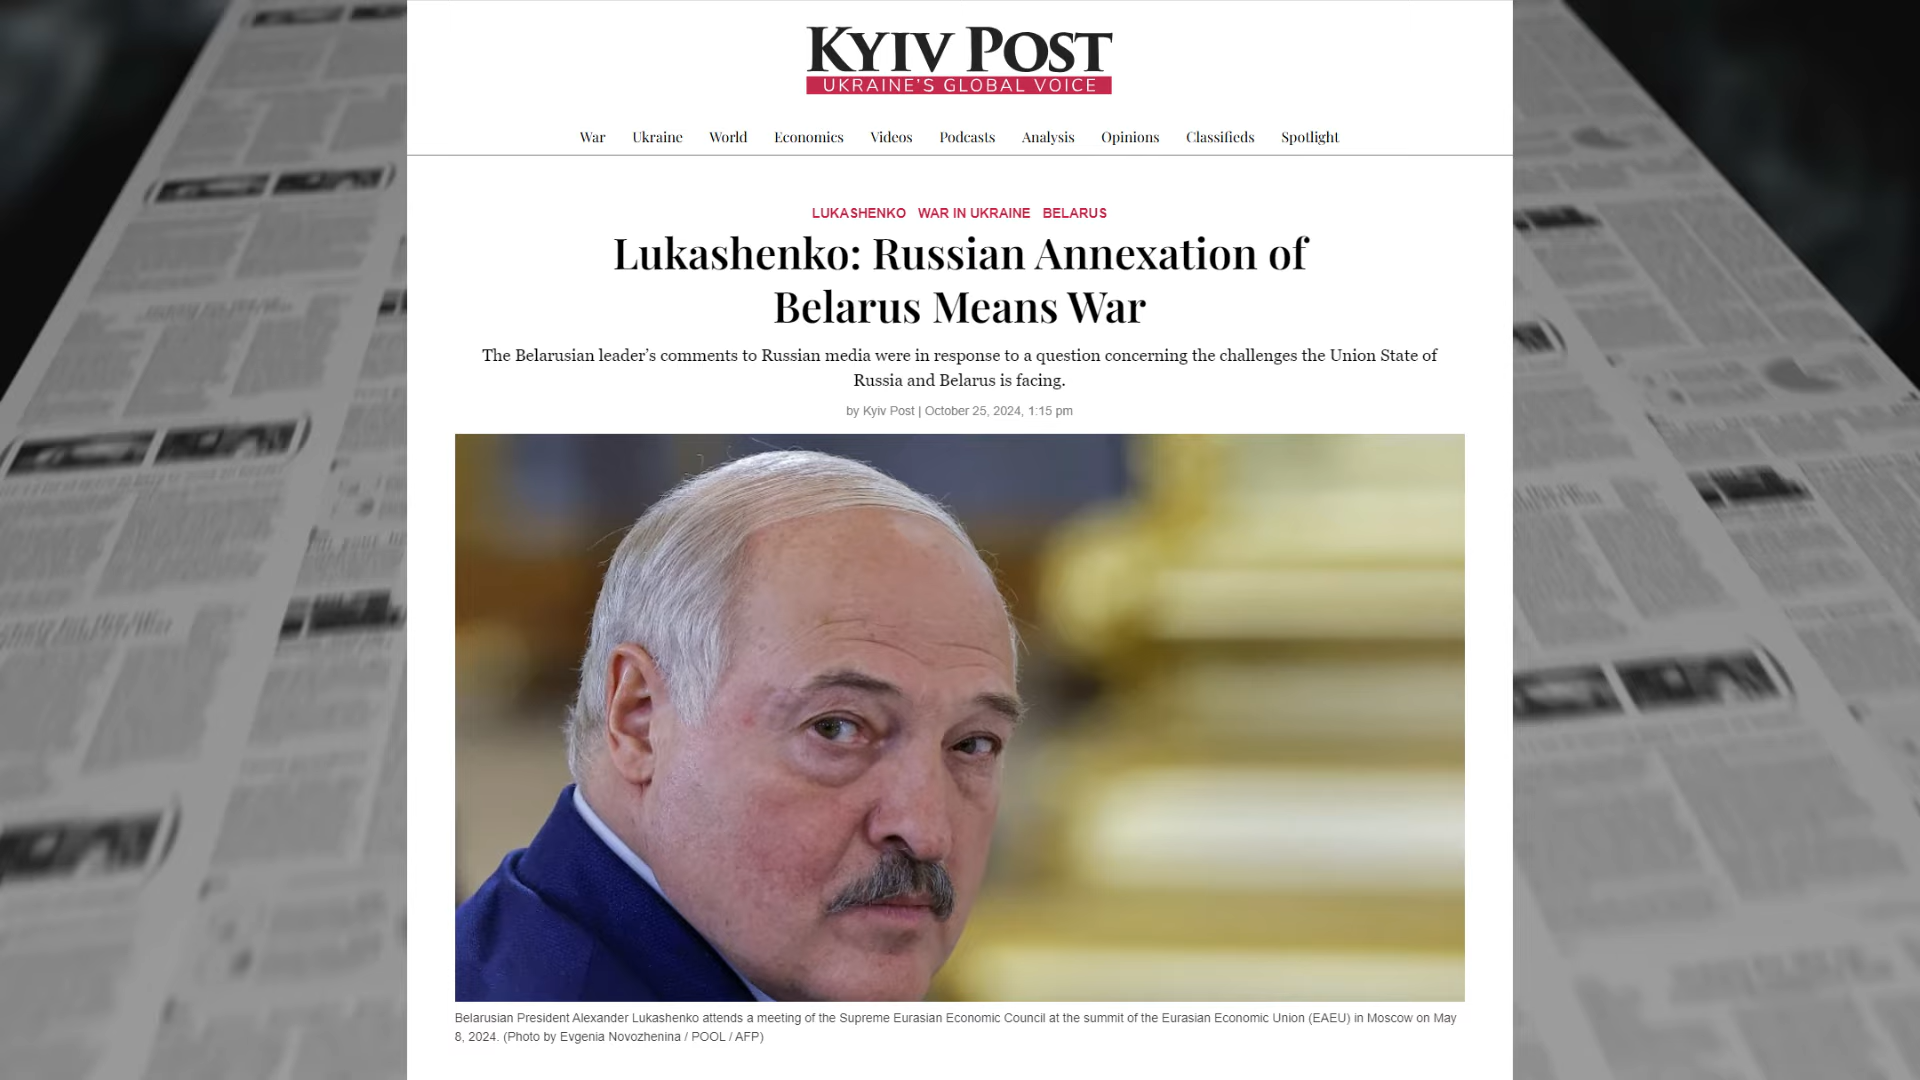 KYIV POST
UKRAINE'S GLOBAL VOICE
War Ukraine World Economics Videos Podcasts Analysis Opinions Classifieds Spotlight
LUKASHENKO WAR IN UKRAINE BELARUS
Lukashenko: Russian Annexation of
Belarus Means War
The Belarusian leader’s comments to Russian media were in response to a question concerning the challenges the Union State of
Russia and Belarus is facing.
by Kyiv Post | October 25, 2024, 1:15 pm
Belarusian President Alexander Lukashenko attends a meeting of the Supreme Eurasian Economic Council at the summit of the Eurasian Economic Union (EAEU) in Moscow on May
8, 2024. (Photo by Evgenia Novozhenina / POOL / AFP)